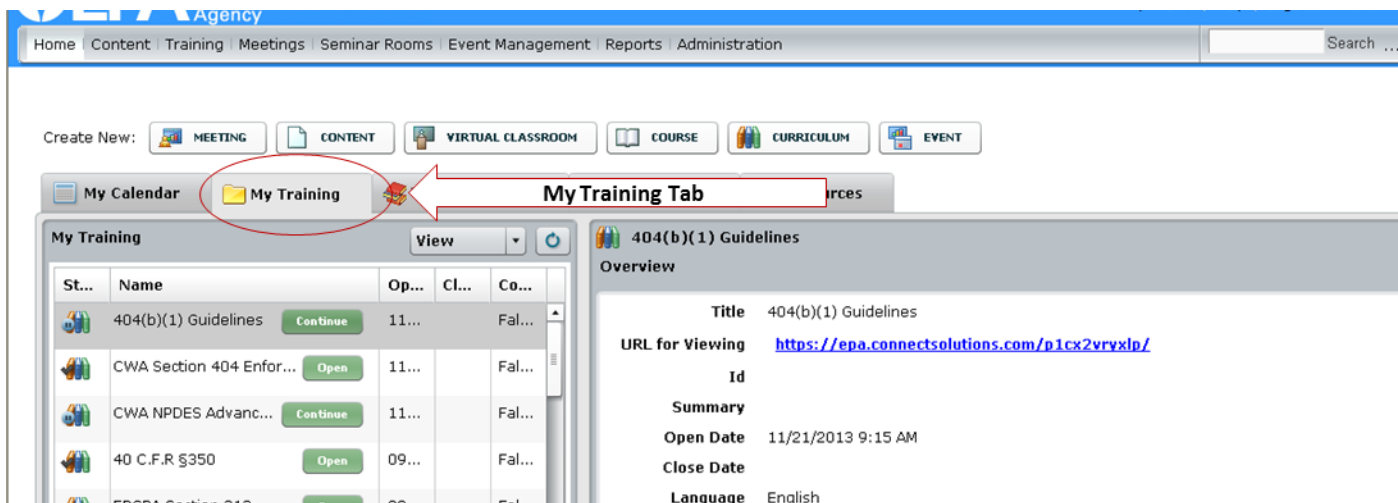 Agency
Home Content Training Meetings Seminar Rooms Event Management Reports Administration Search ...
Create New: MEETING CONTENT VIRTUAL CLASSROOM COURSE CURRICULUM EVENT
My Calendar My Training My Training Tab
My Training View
404(b)(1) Guidelines
Overview
St... Name Op... Cl... Co...
404(b)(1) Guidelines Continue 11... Fal...
CWA Section 404 Enfor... Open 11... Fal...
CWA NPDES Advanc... Continue 11... Fal...
40 C.F.R §350 Open 09... Fal...
Title 404(b)(1) Guidelines
URL for Viewing https://epa.connectsolutions.com/p1cx2vryxlp/
Id
Summary
Open Date 11/21/2013 9:15 AM
Close Date
Language English